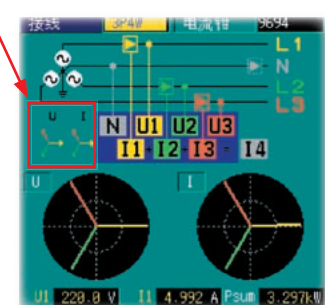 接线 3P4W 电流钳 9694
L1
N
L2
L3
U I
N U1 U2 U3
I1 I2 I3 I4
U I
U1 220.0 V I1 4.992 A Psum 3.297kW